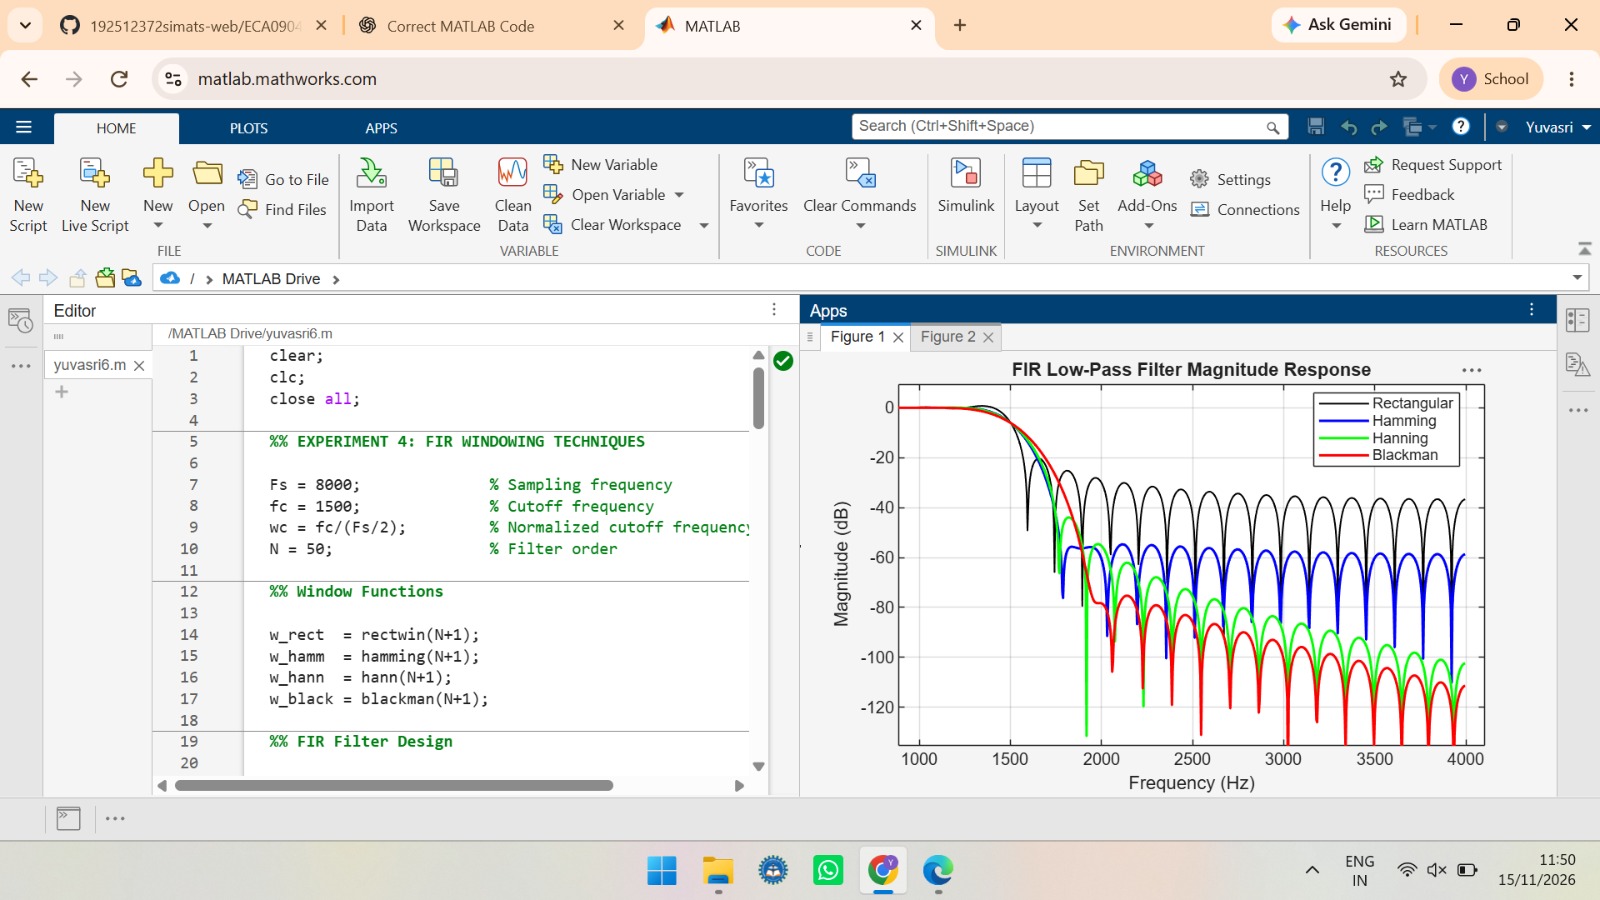 192512372simats-web/ECA0904
Correct MATLAB Code
MATLAB
Ask Gemini
matlab.mathworks.com
Y
School
HOME
PLOTS
APPS
Search (Ctrl+Shift+Space)
Yuvasri
New Script
New Live Script
New
Open
Go to File
Find Files
FILE
Import Data
Save Workspace
Clean Data
New Variable
Open Variable
Clear Workspace
VARIABLE
Favorites
Clear Commands
CODE
Simulink
SIMULINK
Layout
Set Path
Add-Ons
Settings
Connections
ENVIRONMENT
Help
Request Support
Feedback
Learn MATLAB
RESOURCES
/ › MATLAB Drive ›
Editor
/MATLAB Drive/yuvasri6.m
yuvasri6.m
1 clear;
2 clc;
3 close all;
4
5 %% EXPERIMENT 4: FIR WINDOWING TECHNIQUES
6
7 Fs = 8000; % Sampling frequency
8 fc = 1500; % Cutoff frequency
9 wc = fc/(Fs/2); % Normalized cutoff frequency
10 N = 50; % Filter order
11
12 %% Window Functions
13
14 w_rect = rectwin(N+1);
15 w_hamm = hamming(N+1);
16 w_hann = hann(N+1);
17 w_black = blackman(N+1);
18
19 %% FIR Filter Design
20
Apps
Figure 1
Figure 2
FIR Low-Pass Filter Magnitude Response
Rectangular
Hamming
Hanning
Blackman
Magnitude (dB)
0
-20
-40
-60
-80
-100
-120
1000 1500 2000 2500 3000 3500 4000
Frequency (Hz)
ENG
IN
11:50
15/11/2026